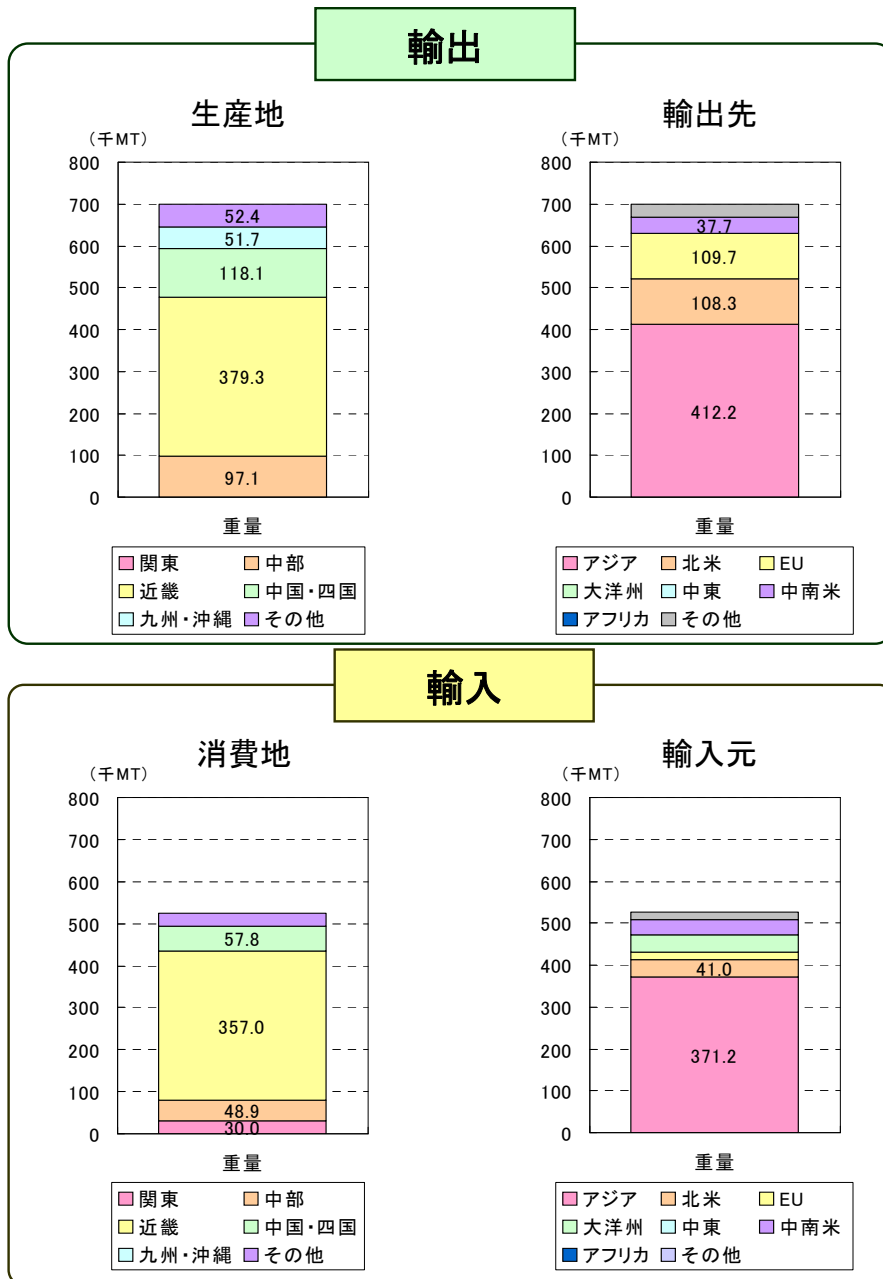 輸出
生産地
(千MT)
800
700
600
500
400
300
200
100
0
52.4
51.7
118.1
379.3
97.1
重量
関東 中部
近畿 中国・四国
九州・沖縄 その他
輸出先
(千MT)
800
700
600
500
400
300
200
100
0
37.7
109.7
108.3
412.2
重量
アジア 北米 EU
大洋州 中東 中南米
アフリカ その他
輸入
消費地
(千MT)
800
700
600
500
400
300
200
100
0
57.8
357.0
48.9
30.0
重量
関東 中部
近畿 中国・四国
九州・沖縄 その他
輸入元
(千MT)
800
700
600
500
400
300
200
100
0
41.0
371.2
重量
アジア 北米 EU
大洋州 中東 中南米
アフリカ その他